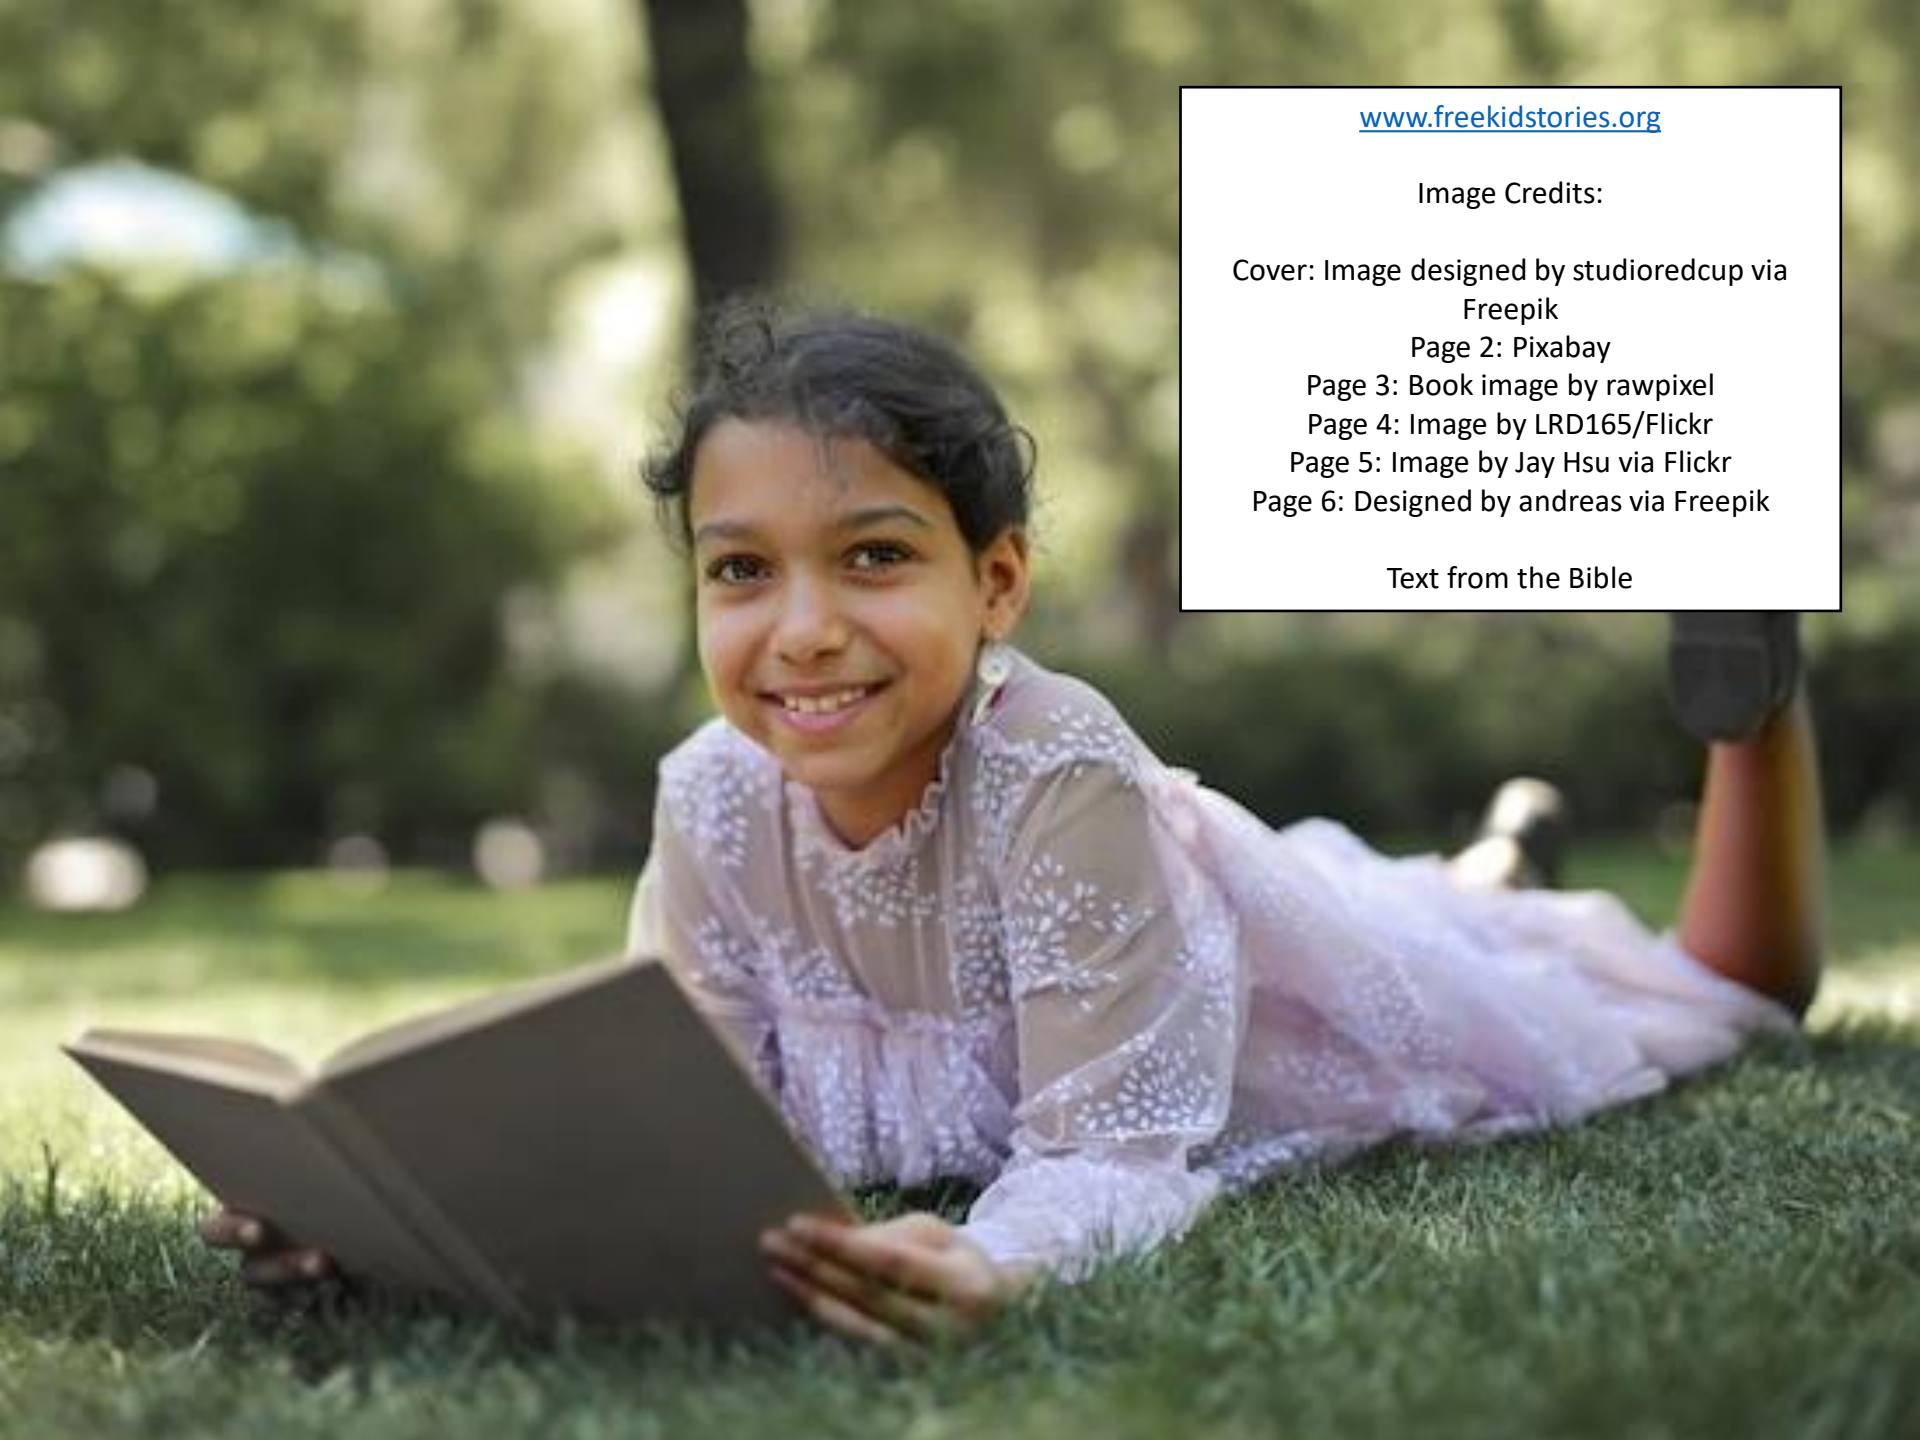 www.freekidstories.org
Image Credits:
Cover: Image designed by studioredcup via
Freepik
Page 2: Pixabay
Page 3: Book image by rawpixel
Page 4: Image by LRD165/Flickr
Page 5: Image by Jay Hsu via Flickr
Page 6: Designed by andreas via Freepik
Text from the Bible